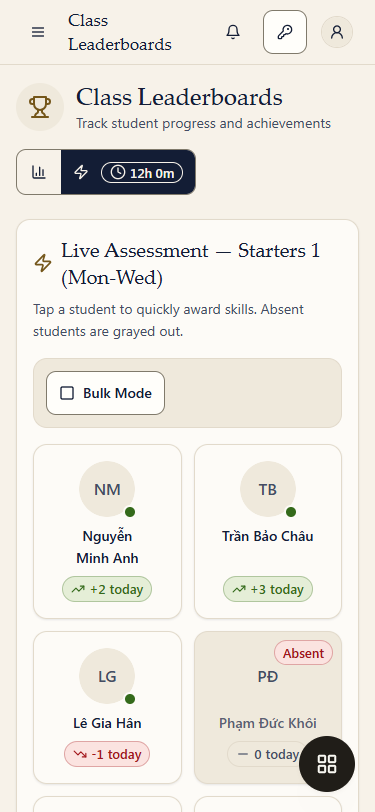 Class
Leaderboards
Class Leaderboards
Track student progress and achievements
12h 0m
Live Assessment — Starters 1
(Mon-Wed)
Tap a student to quickly award skills. Absent
students are grayed out.
Bulk Mode
NM
Nguyễn
Minh Anh
+2 today
TB
Trần Bảo Châu
+3 today
LG
Lê Gia Hân
-1 today
Absent
PĐ
Phạm Đức Khôi
0 today